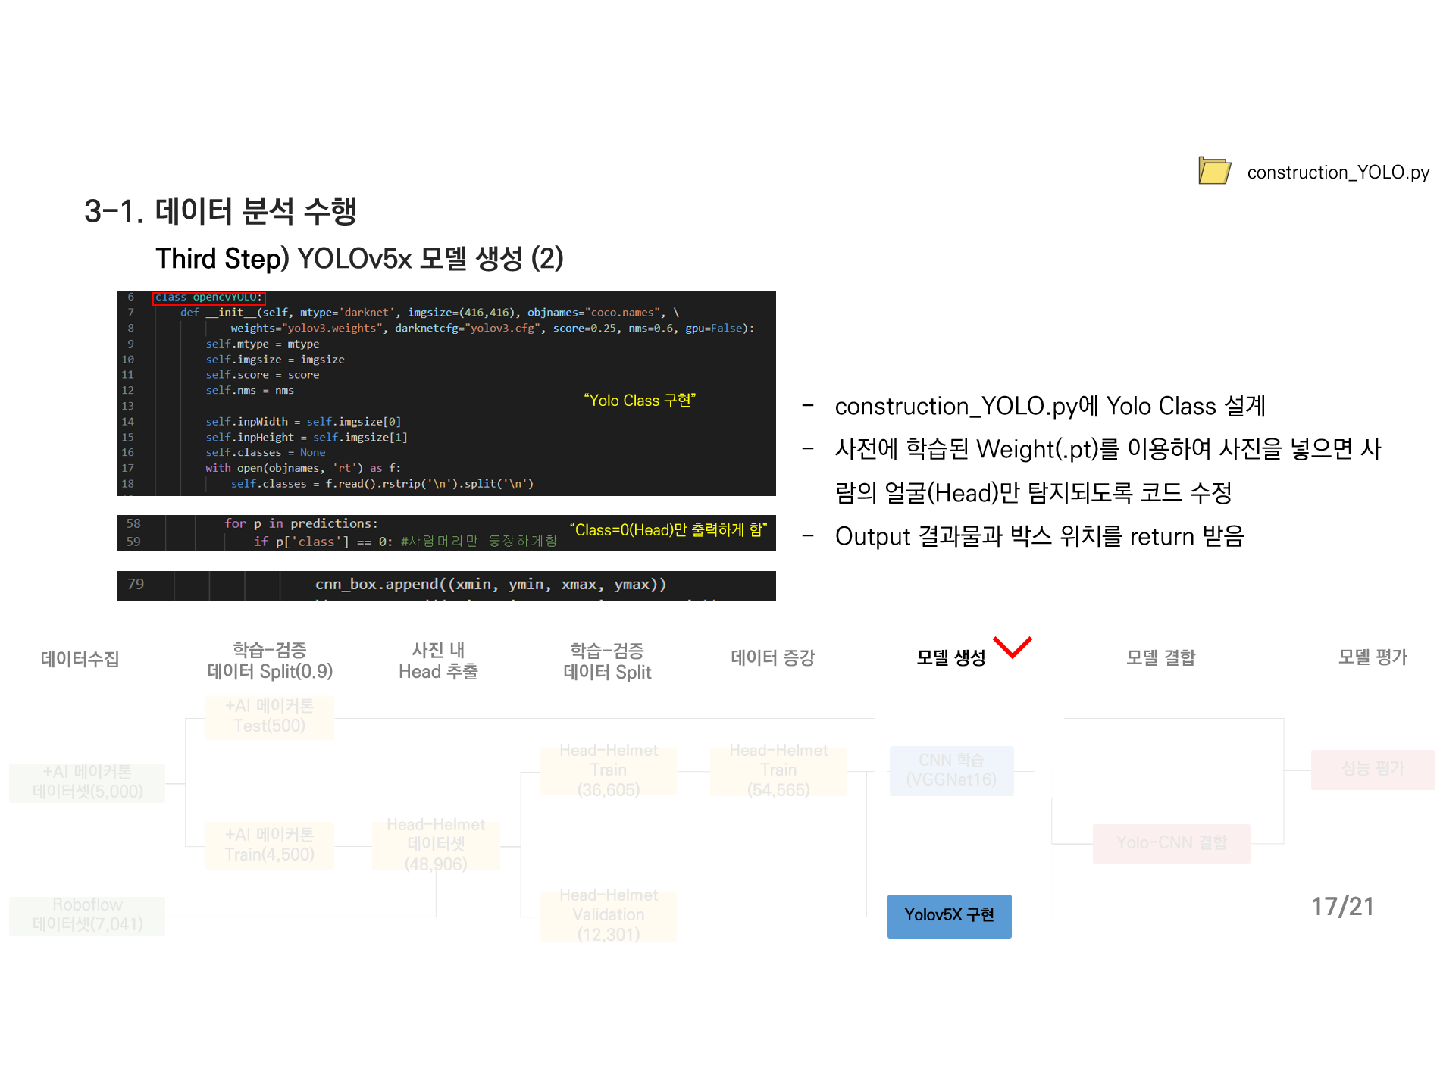 construction_YOLO.py
3-1. 데이터 분석 수행
Third Step) YOLOv5x 모델 생성 (2)
6 class opencvYOLO:
7 def __init__(self, mtype='darknet', imgsize=(416,416), objnames="coco.names", \
8 weights="yolov3.weights", darknetcfg="yolov3.cfg", score=0.25, nms=0.6, gpu=False):
9 self.mtype = mtype
10 self.imgsize = imgsize
11 self.score = score
12 self.nms = nms
13
14 self.inpWidth = self.imgsize[0]
15 self.inpHeight = self.imgsize[1]
16 self.classes = None
17 with open(objnames, 'rt') as f:
18 self.classes = f.read().rstrip('\n').split('\n')
“Yolo Class 구현”
58 for p in predictions:
59 if p['class'] == 0: #사람머리만 등장하게함
“Class=0(Head)만 출력하게 함”
79 cnn_box.append((xmin, ymin, xmax, ymax))
- construction_YOLO.py에 Yolo Class 설계
- 사전에 학습된 Weight(.pt)를 이용하여 사진을 넣으면 사
람의 얼굴(Head)만 탐지되도록 코드 수정
- Output 결과물과 박스 위치를 return 받음
데이터수집
학습-검증
데이터 Split(0.9)
사진 내
Head 추출
학습-검증
데이터 Split
데이터 증강
모델 생성
모델 결합
모델 평가
+AI 메이커톤
Test(500)
+AI 메이커톤
데이터셋(5,000)
+AI 메이커톤
Train(4,500)
Roboflow
데이터셋(7,041)
Head-Helmet
데이터셋
(48,906)
Head-Helmet
Train
(36,605)
Head-Helmet
Validation
(12,301)
Head-Helmet
Train
(54,565)
CNN 학습
(VGGNet16)
Yolov5X 구현
Yolo-CNN 결합
성능 평가
17/21